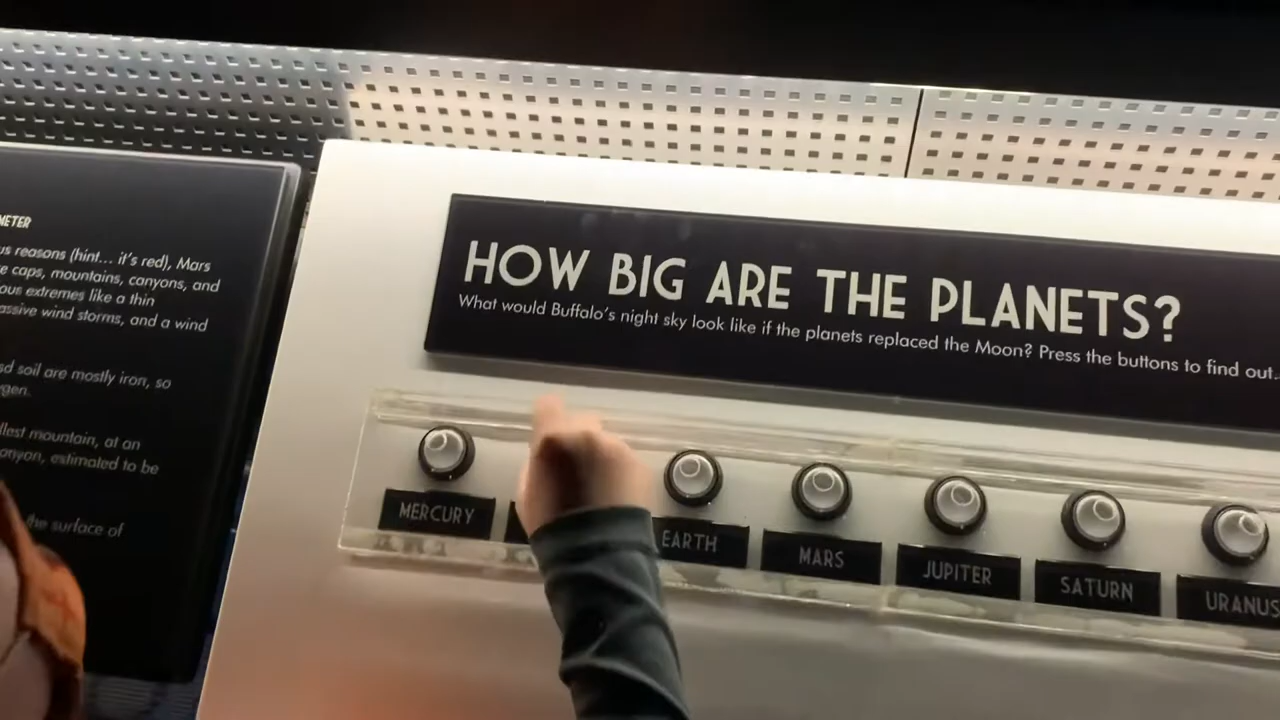 METER
us reasons (hint... it's red), Mars
e caps, mountains, canyons, and
ous extremes like a thin
assive wind storms, and a wind
sd soil are mostly iron, so
gen.
llest mountain, at an
anyon, estimated to be
the surface of
HOW BIG ARE THE PLANETS?
What would Buffalo's night sky look like if the planets replaced the Moon? Press the buttons to find out...
MERCURY
EARTH
MARS
JUPITER
SATURN
URANUS